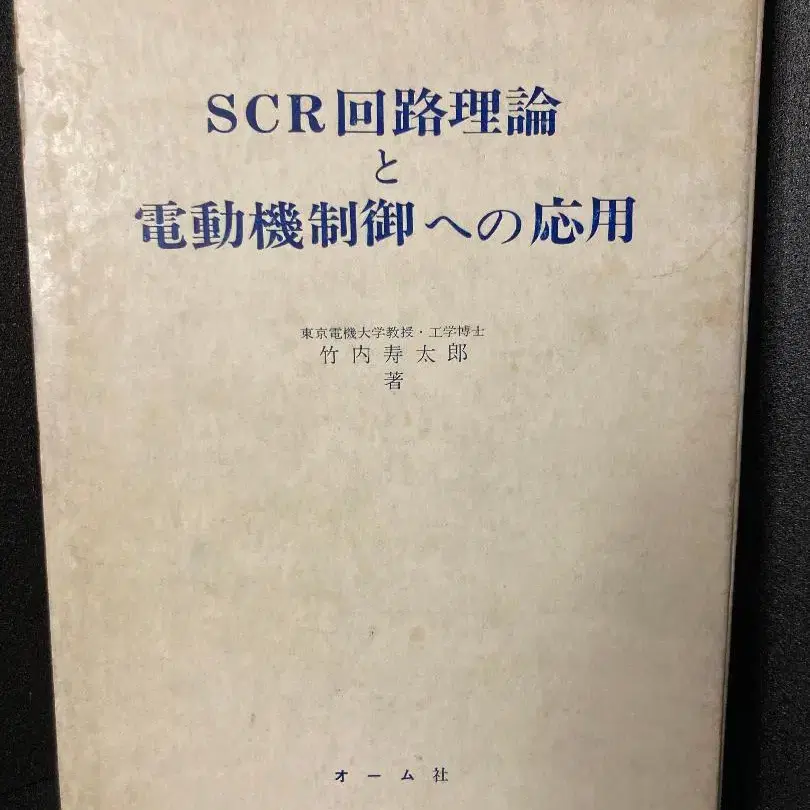 SCR回路理論
と
電動機制御への応用
東京電機大学教授・工学博士
竹内寿太郎
著
オーム社